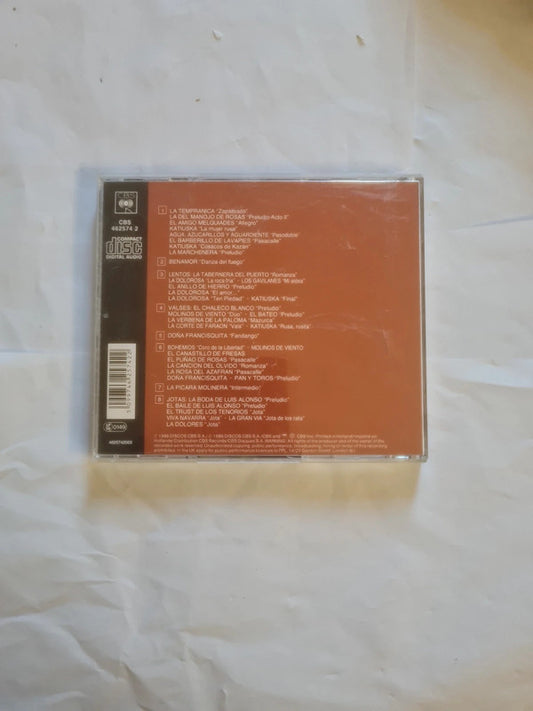 CBS
CBS
462574 2
COMPACT
disc
DIGITAL AUDIO
1 LA TEMPRANICA "Zapateado"
LA DEL MANOJO DE ROSAS "Preludio-Acto II"
EL AMIGO MELQUIADES "Allegro"
KATIUSKA "La mujer rusa"
AGUA, AZUCARILLOS Y AGUARDIENTE "Pasodoble"
EL BARBERILLO DE LAVAPIES "Pasacalle"
KATIUSKA "Cosacos de Kazan"
LA MARCHENERA "Preludio"
2 BENAMOR "Danza del fuego"
3 LENTOS: LA TABERNERA DEL PUERTO "Romanza"
LA DOLOROSA "La roca fria" - LOS GAVILANES "Mi aldea"
EL ANILLO DE HIERRO "Preludio"
LA DOLOROSA "El amor..."
LA DOLOROSA "Ten Piedad" - KATIUSKA "Final"
4 VALSES: EL CHALECO BLANCO "Preludio"
MOLINOS DE VIENTO "Duo" - EL BATEO "Preludio"
LA VERBENA DE LA PALOMA "Mazurca"
LA CORTE DE FARAON "Vals" - KATIUSKA "Rusa, rusita"
5 DOÑA FRANCISQUITA "Fandango"
6 BOHEMIOS "Coro de la Libertad" - MOLINOS DE VIENTO
EL CANASTILLO DE FRESAS
EL PUÑAO DE ROSAS "Pasacalle"
LA CANCION DEL OLVIDO "Romanza"
LA ROSA DEL AZAFRAN "Pasacalle"
DOÑA FRANCISQUITA - PAN Y TOROS "Preludio"
7 LA PICARA MOLINERA "Intermedio"
8 JOTAS: LA BODA DE LUIS ALONSO "Preludio"
EL BAILE DE LUIS ALONSO "Preludio"
EL TRUST DE LOS TENORIOS "Jota"
VIVA NAVARRA "Jota" - LA GRAN VIA "Jota de los rata"
LA DOLORES "Jota"
5 099746 257422